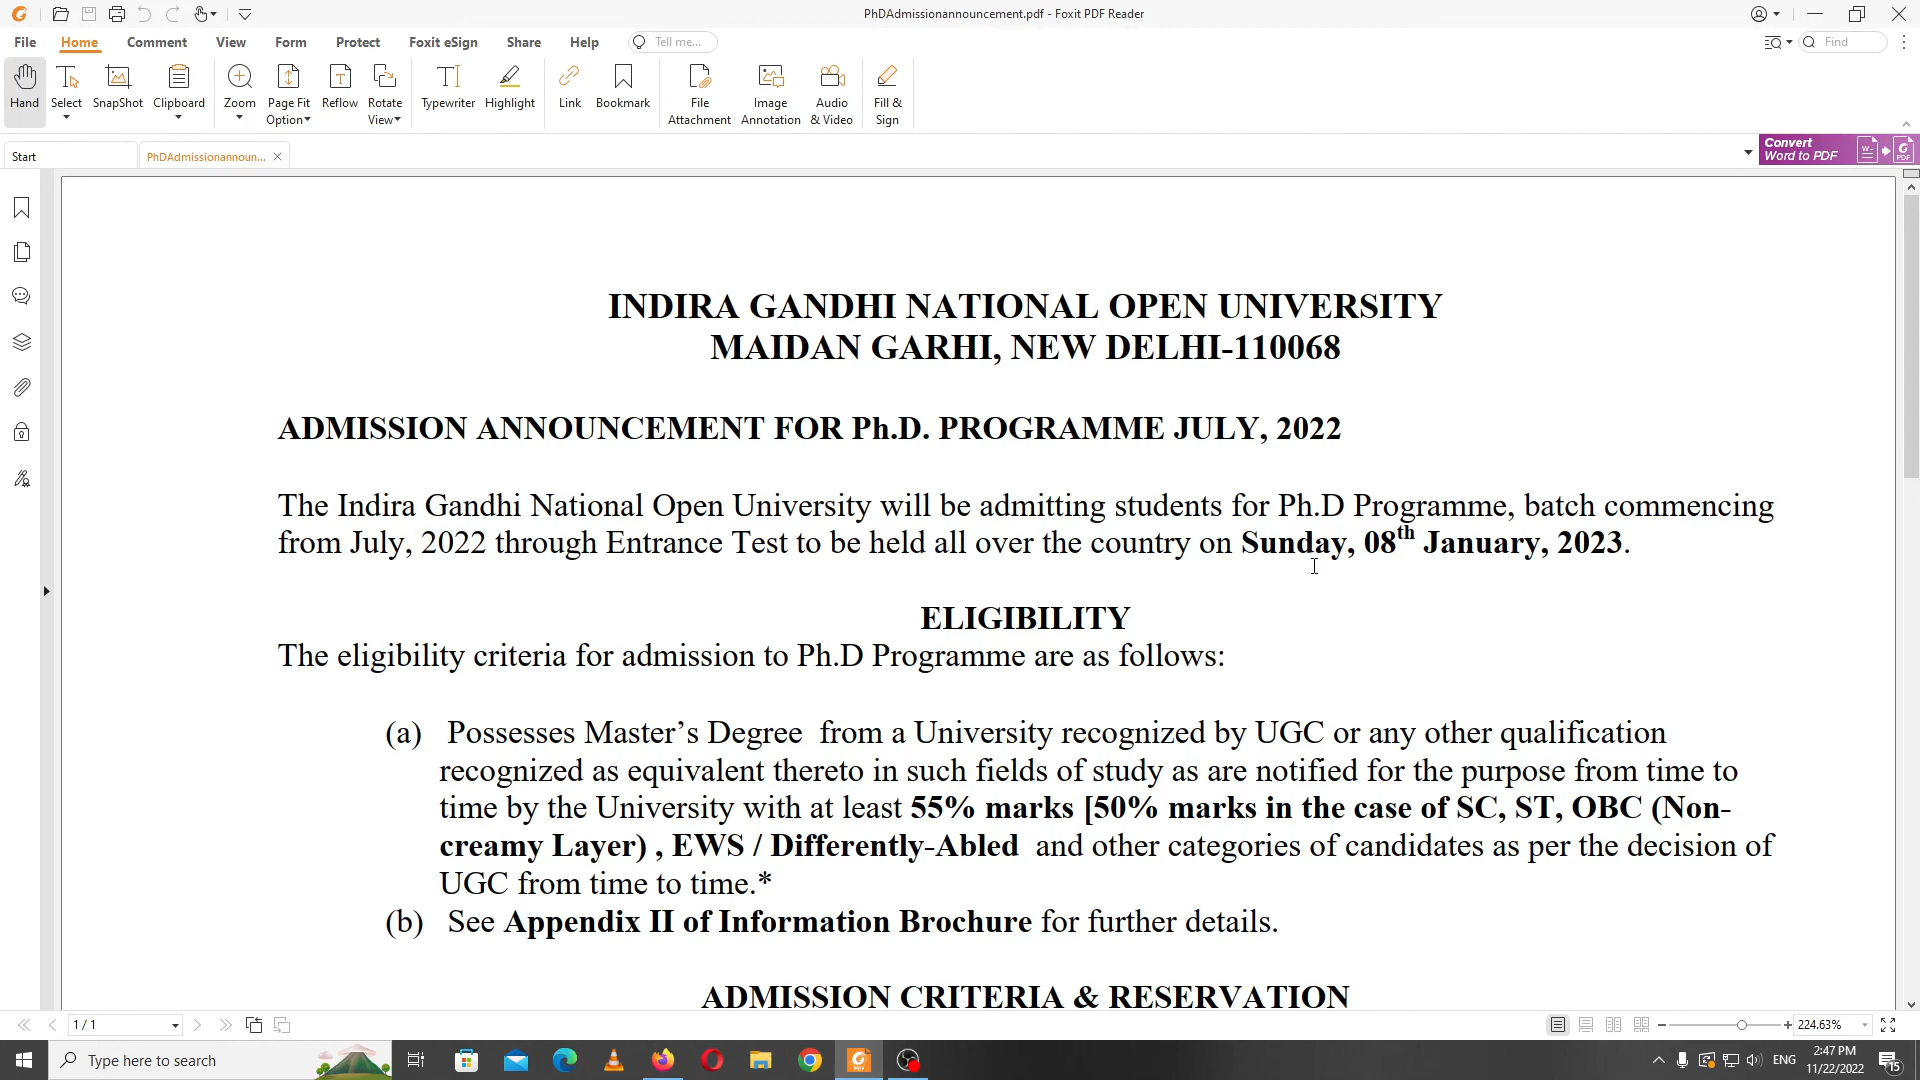 PhDAdmissionannouncement.pdf - Foxit PDF Reader
File Home Comment View Form Protect Foxit eSign Share Help Tell me... Find
Hand Select SnapShot Clipboard Zoom Page Fit Option Reflow Rotate View Typewriter Highlight Link Bookmark File Attachment Image Annotation Audio & Video Fill & Sign
Start PhDAdmissionannoun... Convert Word to PDF
INDIRA GANDHI NATIONAL OPEN UNIVERSITY
MAIDAN GARHI, NEW DELHI-110068
ADMISSION ANNOUNCEMENT FOR Ph.D. PROGRAMME JULY, 2022
The Indira Gandhi National Open University will be admitting students for Ph.D Programme, batch commencing
from July, 2022 through Entrance Test to be held all over the country on Sunday, 08th January, 2023.
ELIGIBILITY
The eligibility criteria for admission to Ph.D Programme are as follows:
(a) Possesses Master’s Degree from a University recognized by UGC or any other qualification
recognized as equivalent thereto in such fields of study as are notified for the purpose from time to
time by the University with at least 55% marks [50% marks in the case of SC, ST, OBC (Non-
creamy Layer) , EWS / Differently-Abled and other categories of candidates as per the decision of
UGC from time to time.*
(b) See Appendix II of Information Brochure for further details.
ADMISSION CRITERIA & RESERVATION
1 / 1 224.63%
Type here to search ENG 2:47 PM
11/22/2022 15